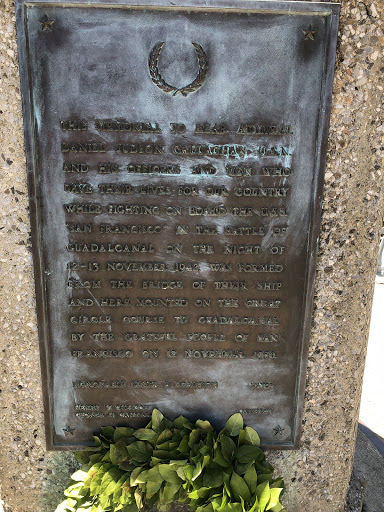 THIS MEMORIAL TO REAR ADMIRAL
DANIEL JUDSON CALLAGHAN U.S.N.
AND HIS OFFICERS AND MEN WHO
GAVE THEIR LIVES FOR OUR COUNTRY
WHILE FIGHTING ON BOARD THE U.S.S.
SAN FRANCISCO IN THE BATTLE OF
GUADALCANAL ON THE NIGHT OF
12-13 NOVEMBER 1942, WAS FORMED
FROM THE BRIDGE OF THEIR SHIP
AND HERE MOUNTED ON THE GREAT
CIRCLE COURSE TO GUADALCANAL
BY THE GRATEFUL PEOPLE OF SAN
FRANCISCO ON 12 NOVEMBER
HONORABLE MAYOR